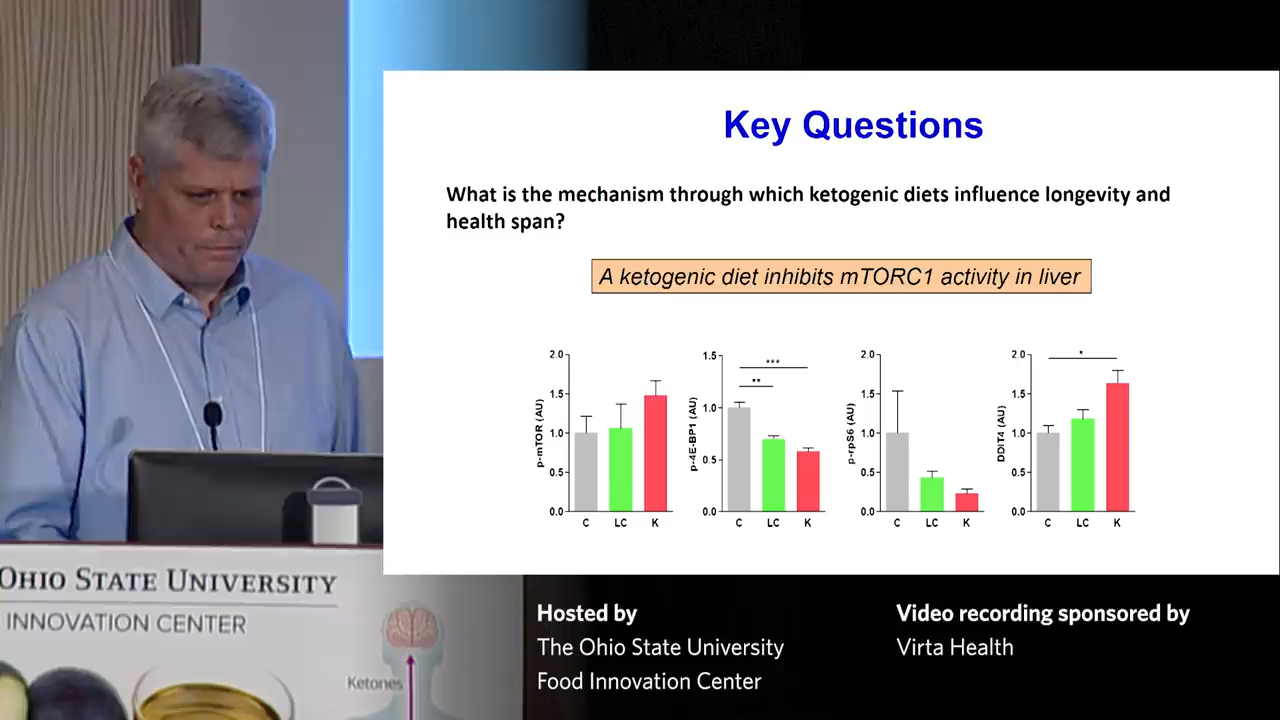 Key Questions
What is the mechanism through which ketogenic diets influence longevity and
health span?
A ketogenic diet inhibits mTORC1 activity in liver
p-mTOR (AU)
2.0
1.5
1.0
0.5
0.0
C LC K
p-4E-BP1 (AU)
1.5
1.0
0.5
0.0
***
**
C LC K
p-rpS6 (AU)
2.0
1.5
1.0
0.5
0.0
C LC K
DDIT4 (AU)
2.0
1.5
1.0
0.5
0.0
*
C LC K
OHIO STATE UNIVERSITY
INNOVATION CENTER
Ketones
Hosted by
The Ohio State University
Food Innovation Center
Video recording sponsored by
Virta Health